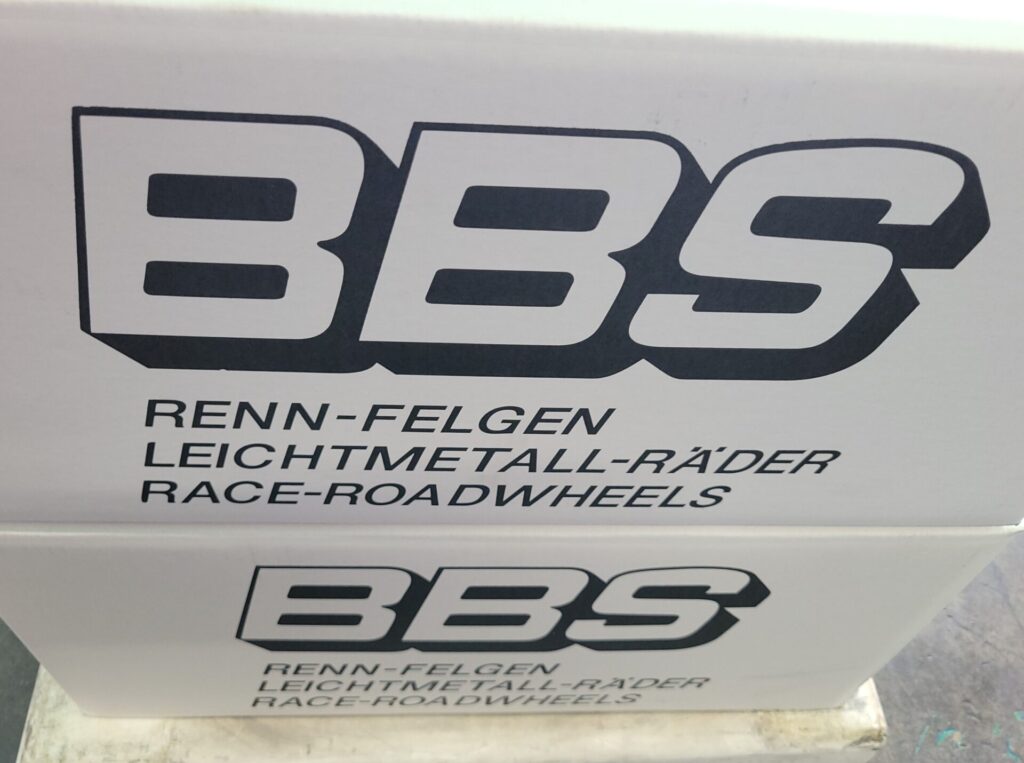 BBS
RENN-FELGEN
LEICHTMETALL-RÄDER
RACE-ROADWHEELS
BBS
RENN-FELGEN
LEICHTMETALL-RÄDER
RACE-ROADWHEELS